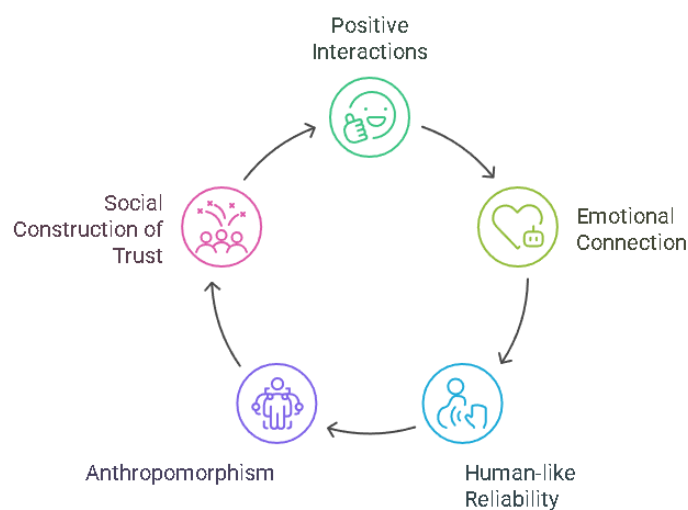 Positive
Interactions
Emotional
Connection
Human-like
Reliability
Anthropomorphism
Social
Construction of
Trust